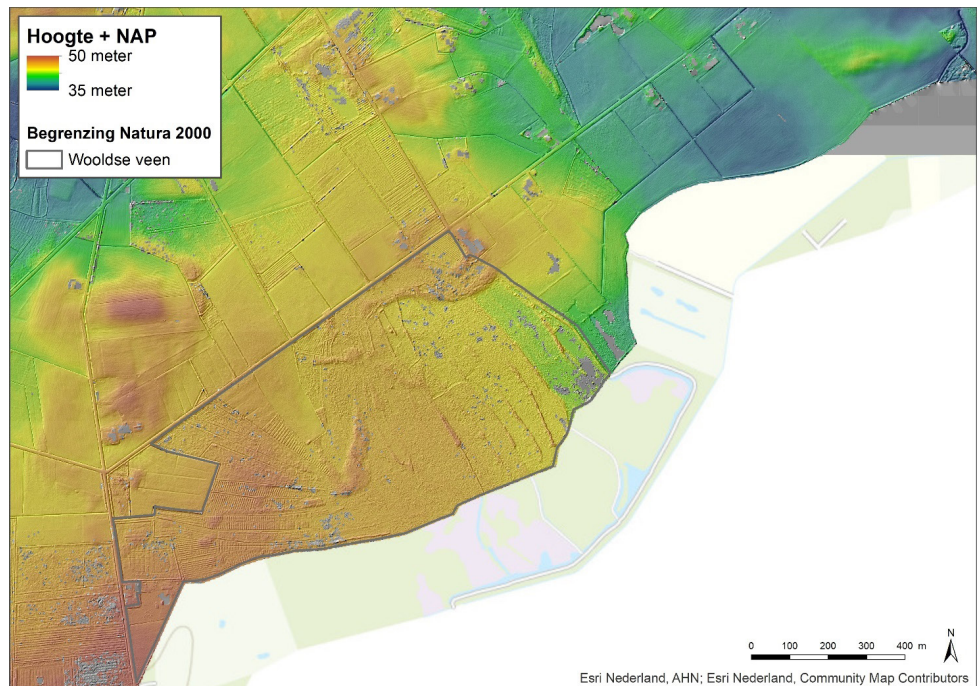 Hoogte + NAP
50 meter
35 meter
Begrenzing Natura 2000
Wooldse veen
N
0 100 200 300 400 m
Esri Nederland, AHN; Esri Nederland, Community Map Contributors